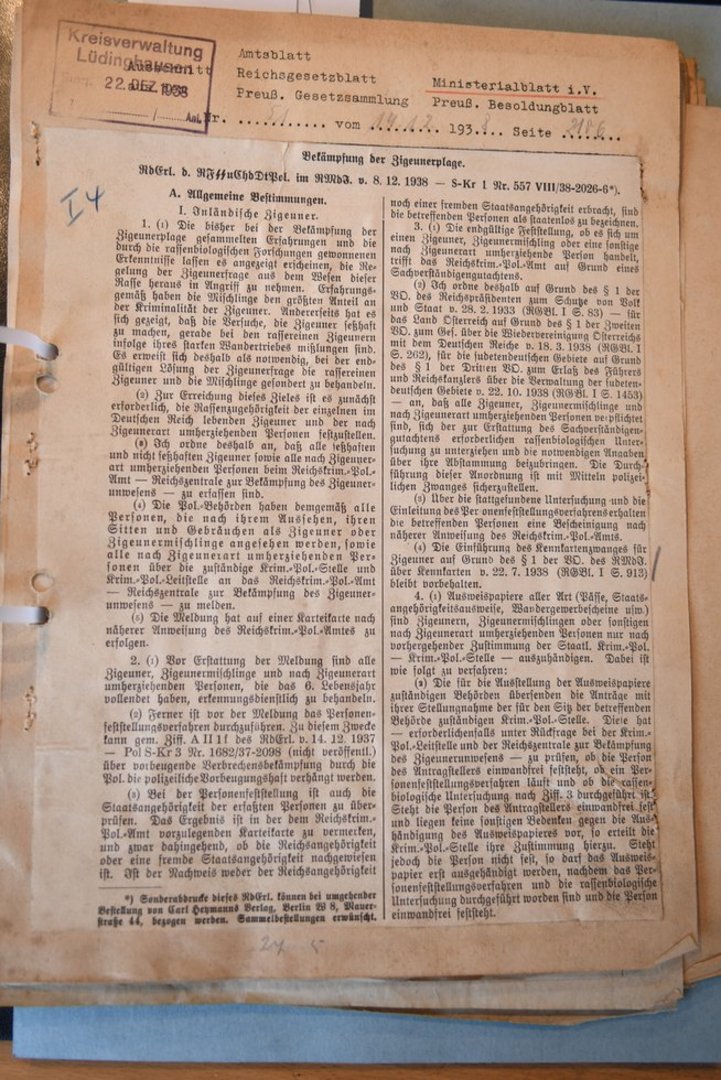 Kreisverwaltung
Lüdinghausen
22. DEZ. 1938
Anl.
Amtsblatt
Reichsgesetzblatt
Preuß. Gesetzsammlung
Ministerialblatt i.V.
Preuß. Besoldungblatt
Nr. 51 vom 14.12. 1938. Seite 2106
I 4
Bekämpfung der Zigeunerplage.
RdErl. d. RFSSuChdDtPol. im RMdJ. v. 8. 12. 1938 — S-Kr 1 Nr. 557 VIII/38-2026-6*).
A. Allgemeine Bestimmungen.
I. Inländische Zigeuner.
1. (1) Die bisher bei der Bekämpfung der
Zigeunerplage gesammelten Erfahrungen und die
durch die rassenbiologischen Forschungen gewonnenen
Erkenntnisse lassen es angezeigt erscheinen, die Re-
gelung der Zigeunerfrage aus dem Wesen dieser
Rasse heraus in Angriff zu nehmen. Erfahrungs-
gemäß haben die Mischlinge den größten Anteil an
der Kriminalität der Zigeuner. Andererseits hat es
sich gezeigt, daß die Versuche, die Zigeuner seßhaft
zu machen, gerade bei den rassereinen Zigeunern
infolge ihres starken Wandertriebes mißlungen sind.
Es erweist sich deshalb als notwendig, bei der end-
gültigen Lösung der Zigeunerfrage die rassereinen
Zigeuner und die Mischlinge gesondert zu behandeln.
(2) Zur Erreichung dieses Zieles ist es zunächst
erforderlich, die Rassenzugehörigkeit der einzelnen im
Deutschen Reich lebenden Zigeuner und der nach
Zigeunerart umherziehenden Personen festzustellen.
(3) Ich ordne deshalb an, daß alle seßhaften
und nicht seßhaften Zigeuner sowie alle nach Zigeuner-
art umherziehenden Personen beim Reichskrim.-Pol.-
Amt — Reichszentrale zur Bekämpfung des Zigeuner-
unwesens — zu erfassen sind.
(4) Die Pol.-Behörden haben demgemäß alle
Personen, die nach ihrem Aussehen, ihren
Sitten und Gebräuchen als Zigeuner oder
Zigeunermischlinge angesehen werden, sowie
alle nach Zigeunerart umherziehenden Per-
sonen über die zuständige Krim.-Pol.-Stelle und
Krim.-Pol.-Leitstelle an das Reichskrim.-Pol.-Amt
— Reichszentrale zur Bekämpfung des Zigeuner-
unwesens — zu melden.
(5) Die Meldung hat auf einer Karteikarte nach
näherer Anweisung des Reichskrim.-Pol.-Amtes zu
erfolgen.
2. (1) Vor Erstattung der Meldung sind alle
Zigeuner, Zigeunermischlinge und nach Zigeunerart
umherziehenden Personen, die das 6. Lebensjahr
vollendet haben, erkennungsdienstlich zu behandeln.
(2) Ferner ist vor der Meldung das Personen-
feststellungsverfahren durchzuführen. Zu diesem Zwecke
kann gem. Ziff. A II 1 f des RdErl. v. 14. 12. 1937
— Pol S-Kr 3 Nr. 1682/37-2098 (nicht veröffentl.)
über vorbeugende Verbrechensbekämpfung durch die
Pol. die polizeiliche Vorbeugungshaft verhängt werden.
(3) Bei der Personenfeststellung ist auch die
Staatsangehörigkeit der erfaßten Personen zu über-
prüfen. Das Ergebnis ist in der dem Reichskrim.-
Pol.-Amt vorzulegenden Karteikarte zu vermerken,
und zwar dahingehend, ob die Reichsangehörigkeit
oder eine fremde Staatsangehörigkeit nachgewiesen
ist. Ist der Nachweis weder der Reichsangehörigkeit
*) Sonderabdrucke dieses RdErl. können bei umgehender
Bestellung von Carl Heymanns Verlag, Berlin W 8, Mauer-
straße 44, bezogen werden. Sammelbestellungen erwünscht.
noch einer fremden Staatsangehörigkeit erbracht, sind
die betreffenden Personen als staatenlos zu bezeichnen.
3. (1) Die endgültige Feststellung, ob es sich um
einen Zigeuner, Zigeunermischling oder eine sonstige
nach Zigeunerart umherziehende Person handelt,
trifft das Reichskrim.-Pol.-Amt auf Grund eines
Sachverständigengutachtens.
(2) Ich ordne deshalb auf Grund des § 1 der
VO. des Reichspräsidenten zum Schutze von Volk
und Staat v. 28. 2. 1933 (RGBl. I S. 83) — für
das Land Österreich auf Grund des § 1 der Zweiten
VO. zum Ges. über die Wiedervereinigung Österreichs
mit dem Deutschen Reiche v. 18. 3. 1938 (RGBl. I
S. 262), für die sudetendeutschen Gebiete auf Grund
des § 1 der Dritten VO. zum Erlaß des Führers
und Reichskanzlers über die Verwaltung der sudeten-
deutschen Gebiete v. 22. 10. 1938 (RGBl. I S. 1453)
— an, daß alle Zigeuner, Zigeunermischlinge und
nach Zigeunerart umherziehenden Personen verpflichtet
sind, sich der zur Erstattung des Sachverständigen-
gutachtens erforderlichen rassenbiologischen Unter-
suchung zu unterziehen und die notwendigen Angaben
über ihre Abstammung beizubringen. Die Durch-
führung dieser Anordnung ist mit Mitteln polizei-
lichen Zwanges sicherzustellen.
(3) Über die stattgefundene Untersuchung und die
Einleitung des Personenfeststellungsverfahrens erhalten
die betreffenden Personen eine Bescheinigung nach
näherer Anweisung des Reichskrim.-Pol.-Amts.
(4) Die Einführung des Kennkartenzwanges für
Zigeuner auf Grund des § 1 der VO. des RMdJ.
über Kennkarten v. 22. 7. 1938 (RGBl. I S. 913)
bleibt vorbehalten.
4. (1) Ausweispapiere aller Art (Pässe, Staats-
angehörigkeitsausweise, Wandergewerbescheine usw.)
sind Zigeunern, Zigeunermischlingen oder sonstigen
nach Zigeunerart umherziehenden Personen nur nach
vorhergehender Zustimmung der Staatl. Krim.-Pol.
— Krim.-Pol.-Stelle — auszuhändigen. Dabei ist
wie folgt zu verfahren:
(2) Die für die Ausstellung der Ausweispapiere
zuständigen Behörden übersenden die Anträge mit
ihrer Stellungnahme der für den Sitz der betreffenden
Behörde zuständigen Krim.-Pol.-Stelle. Diese hat
— erforderlichenfalls unter Rückfrage bei der Krim.-
Pol.-Leitstelle und der Reichszentrale zur Bekämpfung
des Zigeunerunwesens — zu prüfen, ob die Person
des Antragstellers einwandfrei feststeht, ob ein Per-
sonenfeststellungsverfahren läuft und ob die rassen-
biologische Untersuchung nach Ziff. 3 durchgeführt ist.
Steht die Person des Antragstellers einwandfrei fest
und liegen keine sonstigen Bedenken gegen die Aus-
händigung des Ausweispapieres vor, so erteilt die
Krim.-Pol.-Stelle ihre Zustimmung hierzu. Steht
jedoch die Person nicht fest, so darf das Ausweis-
papier erst ausgehändigt werden, nachdem das Per-
sonenfeststellungsverfahren und die rassenbiologische
Untersuchung durchgeführt worden sind und die Person
einwandfrei feststeht.